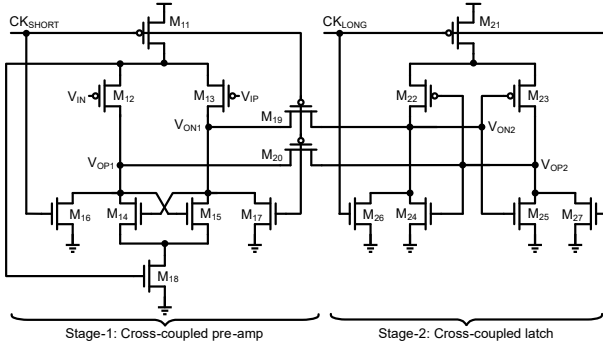 CK_SHORT M₁₁ CK_LONG M₂₁
V_IN M₁₂ M₁₃ V_IP M₂₂ M₂₃
M₁₉ V_ON1 V_ON2
M₂₀ V_OP1 V_OP2
M₁₆ M₁₄ M₁₅ M₁₇ M₂₆ M₂₄ M₂₅ M₂₇
M₁₈
Stage-1: Cross-coupled pre-amp Stage-2: Cross-coupled latch